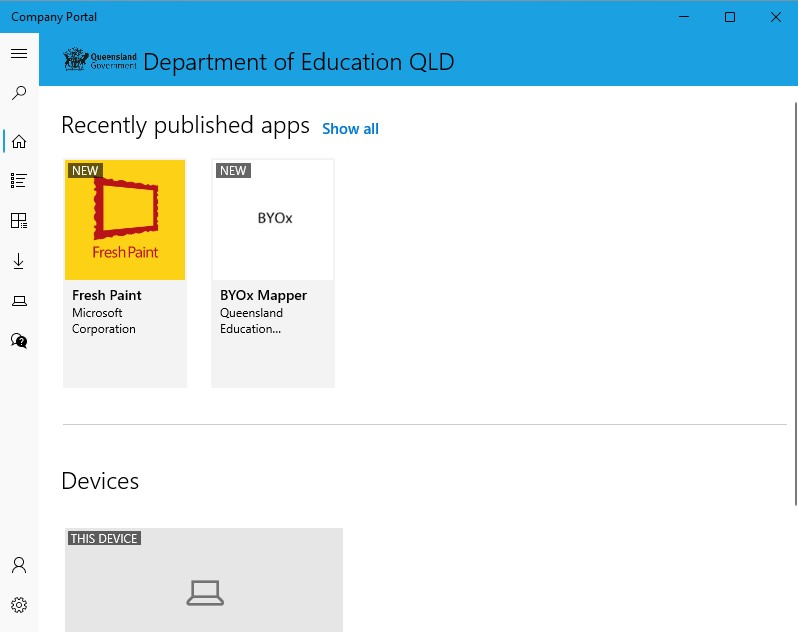 Company Portal
Queensland
Government
Department of Education QLD
Recently published apps Show all
NEW
Fresh Paint
Fresh Paint
Microsoft
Corporation
NEW
BYOx
BYOx Mapper
Queensland
Education...
Devices
THIS DEVICE